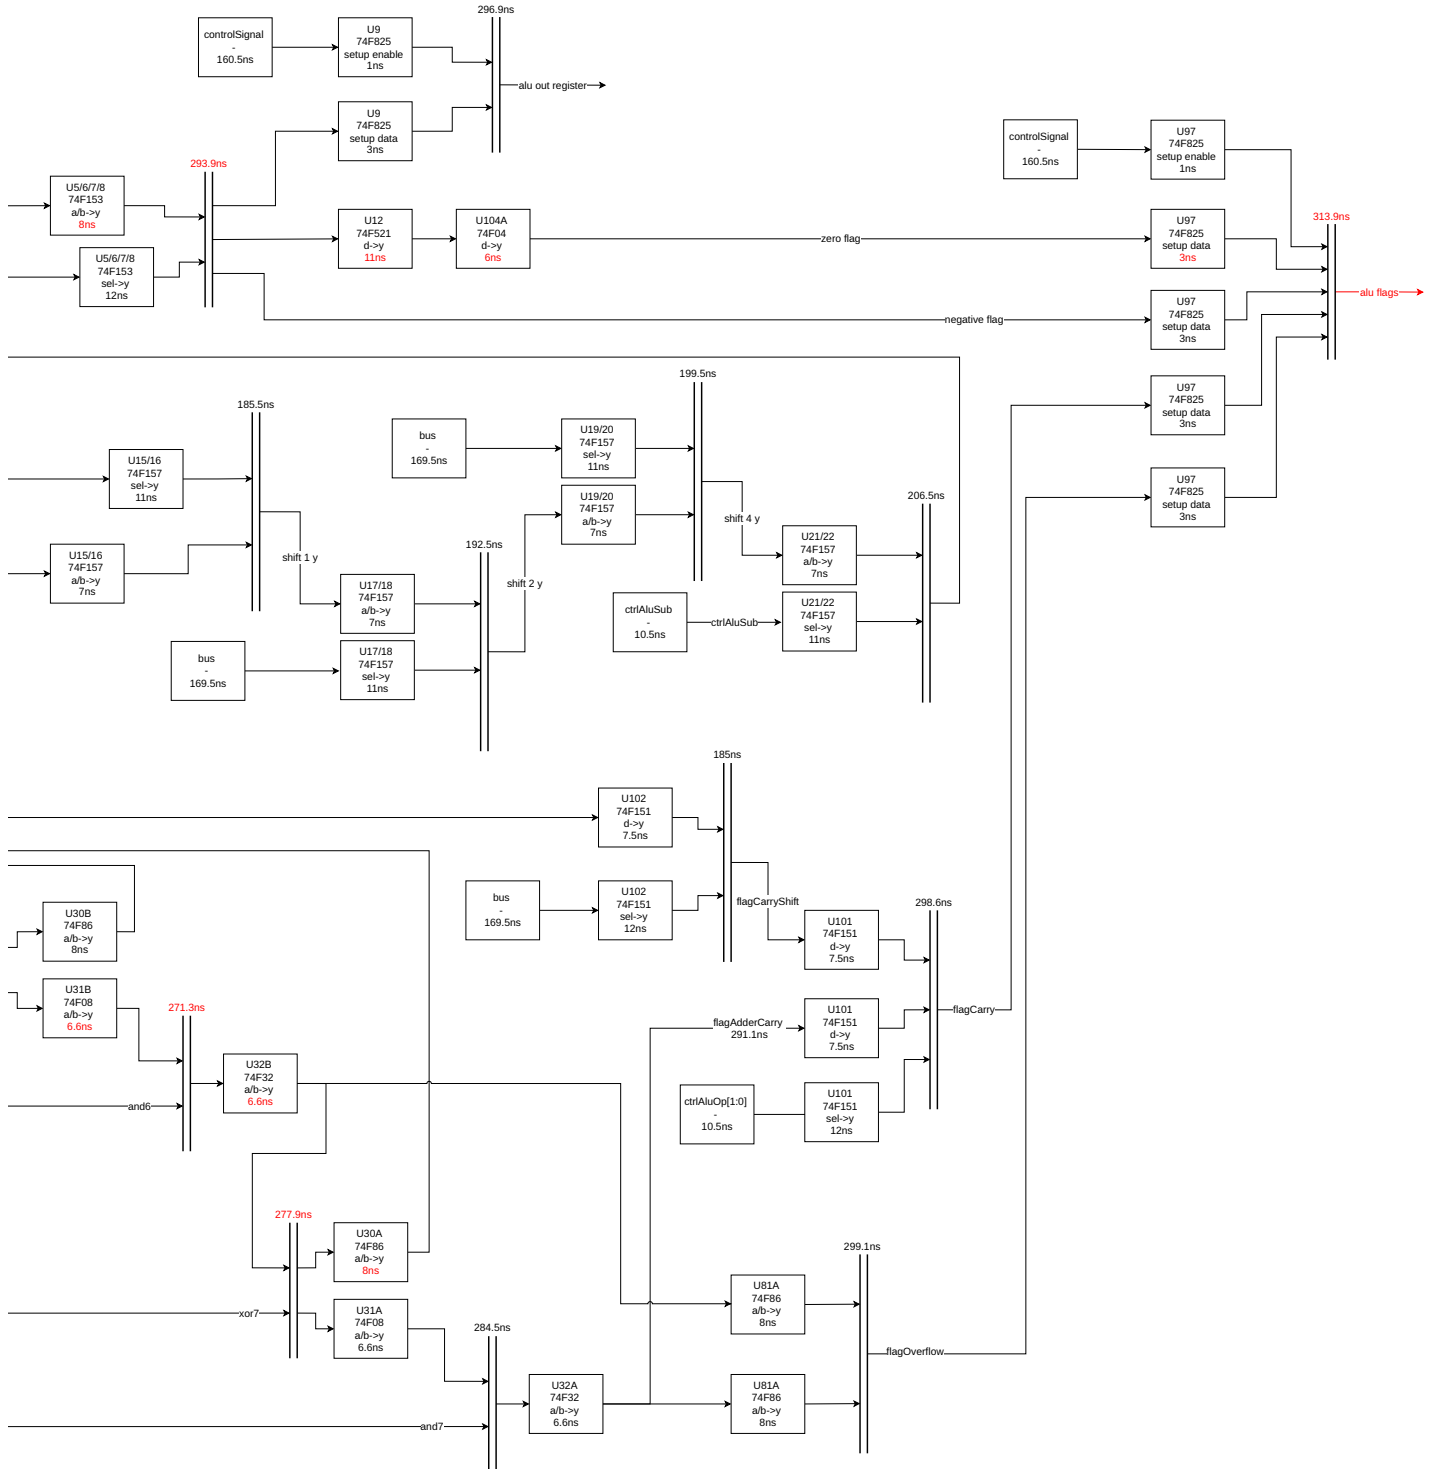 296.9ns
controlSignal
-
160.5ns
U9
74F825
setup enable
1ns
alu out register
U9
74F825
setup data
3ns
controlSignal
-
160.5ns
U97
74F825
setup enable
1ns
293.9ns
U5/6/7/8
74F153
a/b->y
8ns
U12
74F521
d->y
11ns
U104A
74F04
d->y
6ns
zero flag
U97
74F825
setup data
3ns
313.9ns
U5/6/7/8
74F153
sel->y
12ns
negative flag
U97
74F825
setup data
3ns
alu flags
199.5ns
185.5ns
U97
74F825
setup data
3ns
bus
-
169.5ns
U19/20
74F157
sel->y
11ns
U15/16
74F157
sel->y
11ns
U97
74F825
setup data
3ns
U19/20
74F157
a/b->y
7ns
206.5ns
shift 4 y
U21/22
74F157
a/b->y
7ns
192.5ns
U15/16
74F157
a/b->y
7ns
shift 1 y
shift 2 y
U17/18
74F157
a/b->y
7ns
ctrlAluSub
-
10.5ns
ctrlAluSub
U21/22
74F157
sel->y
11ns
bus
-
169.5ns
U17/18
74F157
sel->y
11ns
185ns
U102
74F151
d->y
7.5ns
bus
-
169.5ns
U102
74F151
sel->y
12ns
flagCarryShift
298.6ns
U30B
74F86
a/b->y
8ns
U101
74F151
d->y
7.5ns
U31B
74F08
a/b->y
6.6ns
271.3ns
flagAdderCarry
291.1ns
U101
74F151
d->y
7.5ns
flagCarry
U32B
74F32
a/b->y
6.6ns
and6
ctrlAluOp[1:0]
-
10.5ns
U101
74F151
sel->y
12ns
277.9ns
U30A
74F86
a/b->y
8ns
299.1ns
xor7
U31A
74F08
a/b->y
6.6ns
U81A
74F86
a/b->y
8ns
284.5ns
flagOverflow
U32A
74F32
a/b->y
6.6ns
U81A
74F86
a/b->y
8ns
and7